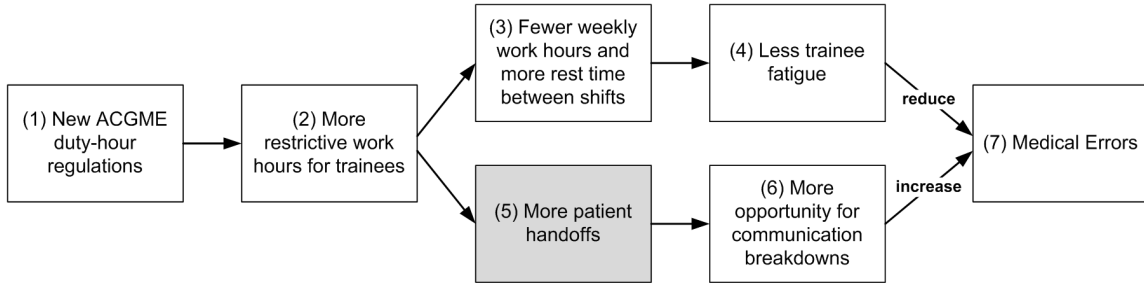 (1) New ACGME
duty-hour
regulations
(2) More
restrictive work
hours for trainees
(3) Fewer weekly
work hours and
more rest time
between shifts
(4) Less trainee
fatigue
reduce
(5) More patient
handoffs
(6) More
opportunity for
communication
breakdowns
increase
(7) Medical Errors